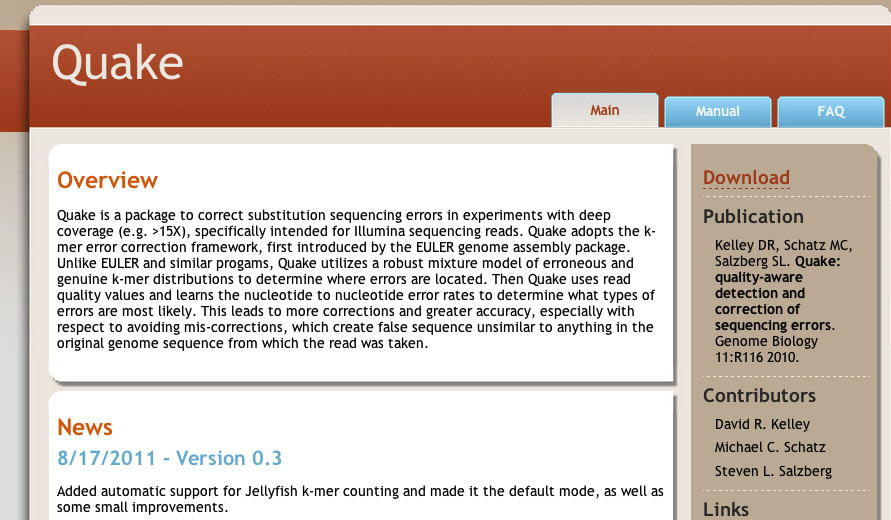 Quake
Main
Manual
FAQ
Overview
Quake is a package to correct substitution sequencing errors in experiments with deep
coverage (e.g. >15X), specifically intended for Illumina sequencing reads. Quake adopts the k-
mer error correction framework, first introduced by the EULER genome assembly package.
Unlike EULER and similar progams, Quake utilizes a robust mixture model of erroneous and
genuine k-mer distributions to determine where errors are located. Then Quake uses read
quality values and learns the nucleotide to nucleotide error rates to determine what types of
errors are most likely. This leads to more corrections and greater accuracy, especially with
respect to avoiding mis-corrections, which create false sequence unsimilar to anything in the
original genome sequence from which the read was taken.
News
8/17/2011 - Version 0.3
Added automatic support for Jellyfish k-mer counting and made it the default mode, as well as
some small improvements.
Download
Publication
Kelley DR, Schatz MC,
Salzberg SL. Quake:
quality-aware
detection and
correction of
sequencing errors.
Genome Biology
11:R116 2010.
Contributors
David R. Kelley
Michael C. Schatz
Steven L. Salzberg
Links